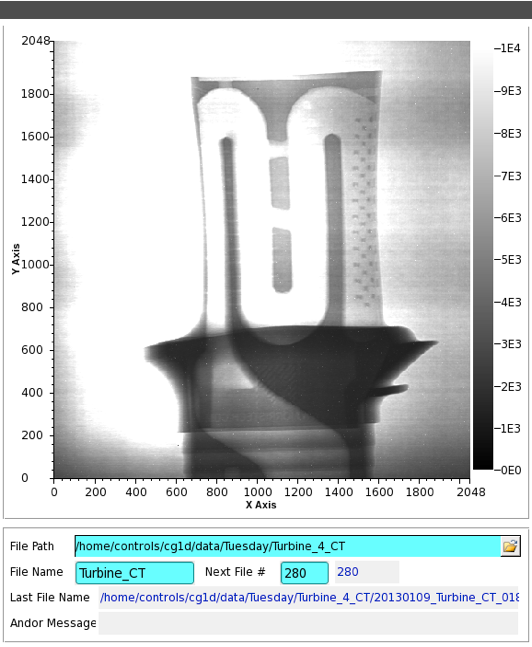 2048
1800
1600
1400
1200
1000
800
600
400
200
0
Y Axis
0 200 400 600 800 1000 1200 1400 1600 1800 2048
X Axis
1E4
9E3
8E3
7E3
6E3
5E3
4E3
3E3
2E3
1E3
0E0
File Path /home/controls/cg1d/data/Tuesday/Turbine_4_CT
File Name Turbine_CT Next File # 280 280
Last File Name /home/controls/cg1d/data/Tuesday/Turbine_4_CT/20130109_Turbine_CT_018
Andor Message